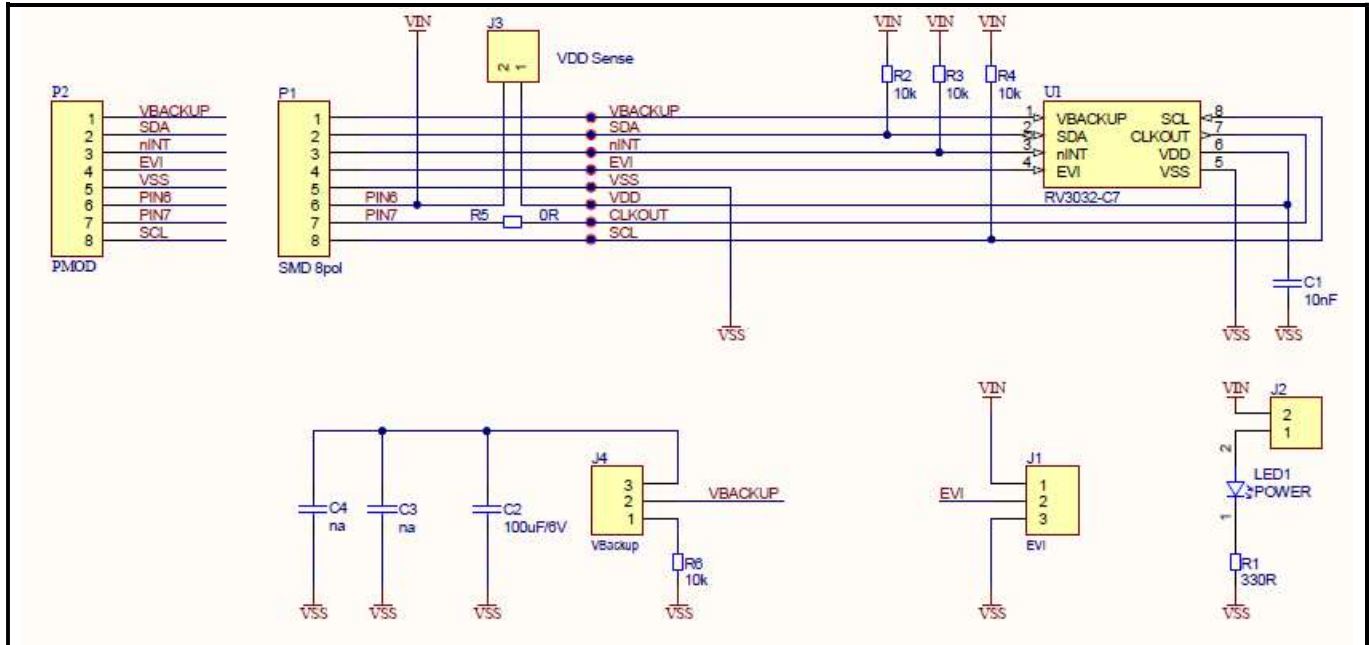 VIN
J3
VIN
VIN
VIN
VDD Sense
2
1
R2
10k
R3
10k
R4
10k
P2
1
2
3
4
5
6
7
8
VBACKUP
SDA
nINT
EVI
VSS
PIN6
PIN7
SCL
PMOD
P1
1
2
3
4
5
6
7
8
SMD 8pol
PIN6
PIN7
R5
0R
VBACKUP
SDA
nINT
EVI
VSS
VDD
CLKOUT
SCL
U1
1
2
3
4
VBACKUP
SDA
nINT
EVI
SCL
CLKOUT
VDD
VSS
8
7
6
5
RV3032-C7
C1
10nF
VSS
VSS
VSS
C4
na
C3
na
C2
100uF/6V
J4
3
2
1
VBackup
VBACKUP
R6
10k
VSS
VSS
VSS
VSS
VIN
J1
EVI
1
2
3
EVI
VSS
VIN
J2
2
1
2
LED1
POWER
1
R1
330R
VSS